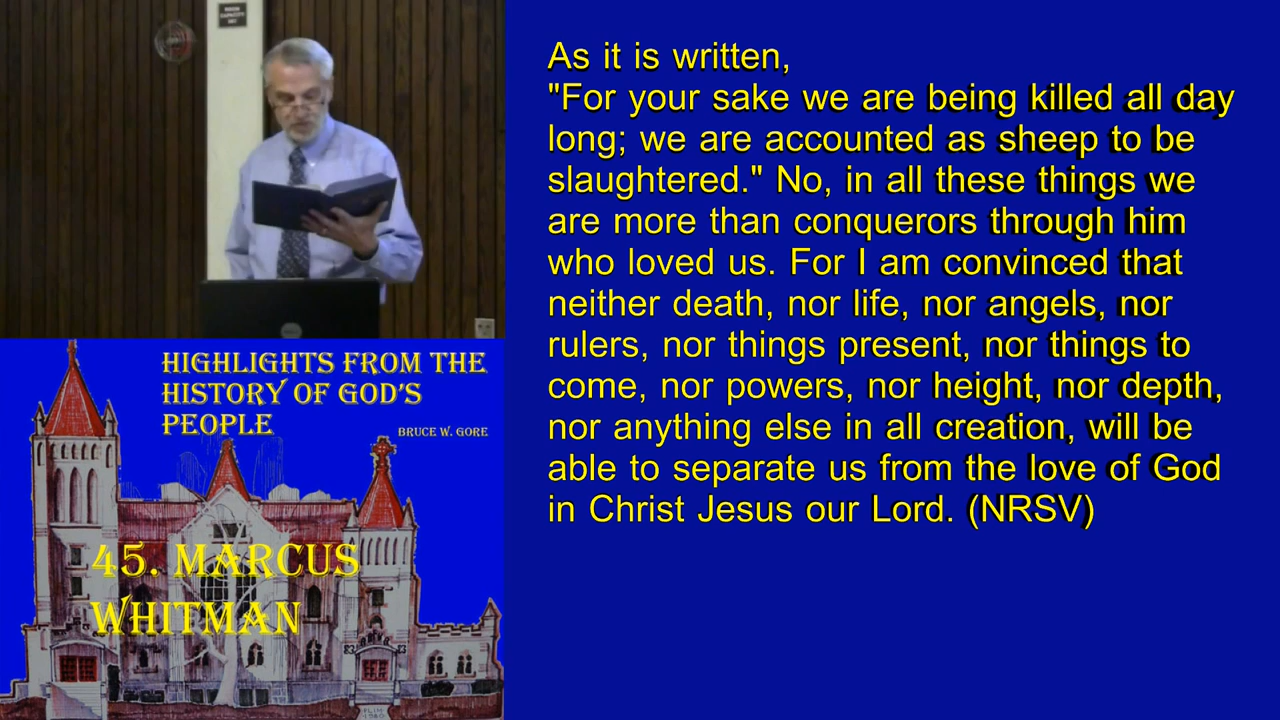 HIGHLIGHTS FROM THE
HISTORY OF GOD'S
PEOPLE
BRUCE W. GORE
45. MARCUS
WHITMAN
As it is written,
"For your sake we are being killed all day
long; we are accounted as sheep to be
slaughtered." No, in all these things we
are more than conquerors through him
who loved us. For I am convinced that
neither death, nor life, nor angels, nor
rulers, nor things present, nor things to
come, nor powers, nor height, nor depth,
nor anything else in all creation, will be
able to separate us from the love of God
in Christ Jesus our Lord. (NRSV)